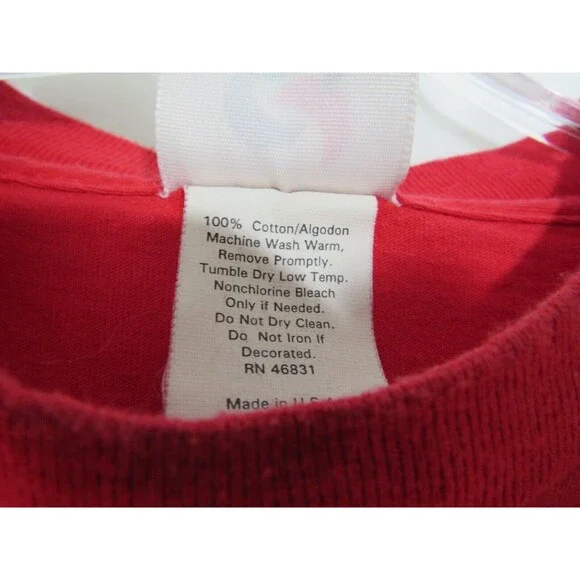 100% Cotton/Algodon
Machine Wash Warm,
Remove Promptly.
Tumble Dry Low Temp.
Nonchlorine Bleach
Only if Needed.
Do Not Dry Clean.
Do Not Iron If
Decorated.
RN 46831
Made in U.S.A